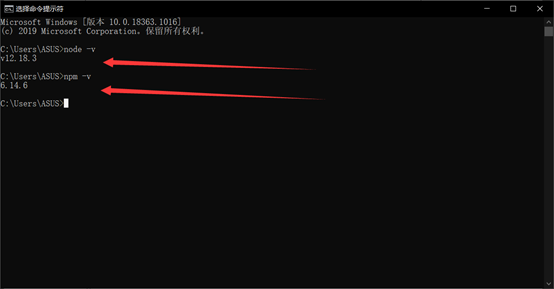 选择命令提示符
Microsoft Windows [版本 10.0.18363.1016]
(c) 2019 Microsoft Corporation。保留所有权利。
C:\Users\ASUS>node -v
v12.18.3
C:\Users\ASUS>npm -v
6.14.6
C:\Users\ASUS>